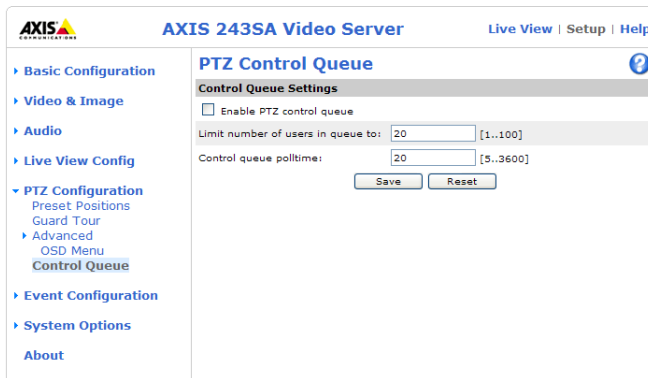 AXIS
COMMUNICATIONS
AXIS 243SA Video Server
Live View | Setup | Help
Basic Configuration
Video & Image
Audio
Live View Config
PTZ Configuration
Preset Positions
Guard Tour
Advanced
OSD Menu
Control Queue
Event Configuration
System Options
About
PTZ Control Queue
?
Control Queue Settings
Enable PTZ control queue
Limit number of users in queue to: 20 [1..100]
Control queue polltime: 20 [5..3600]
Save Reset